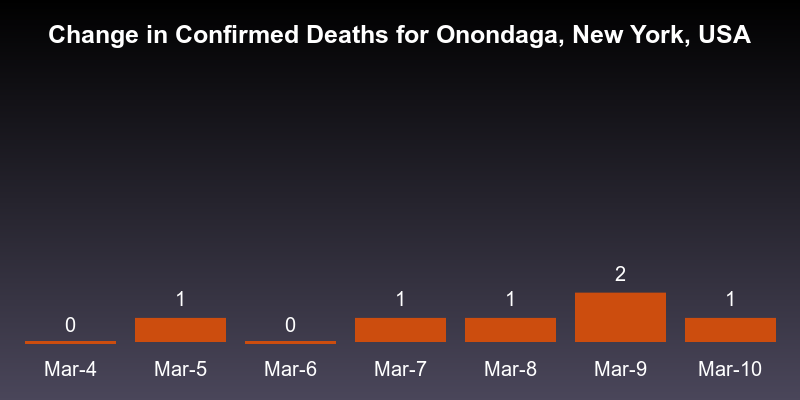 Change in Confirmed Deaths for Onondaga, New York, USA
0
1
0
1
1
2
1
Mar-4
Mar-5
Mar-6
Mar-7
Mar-8
Mar-9
Mar-10